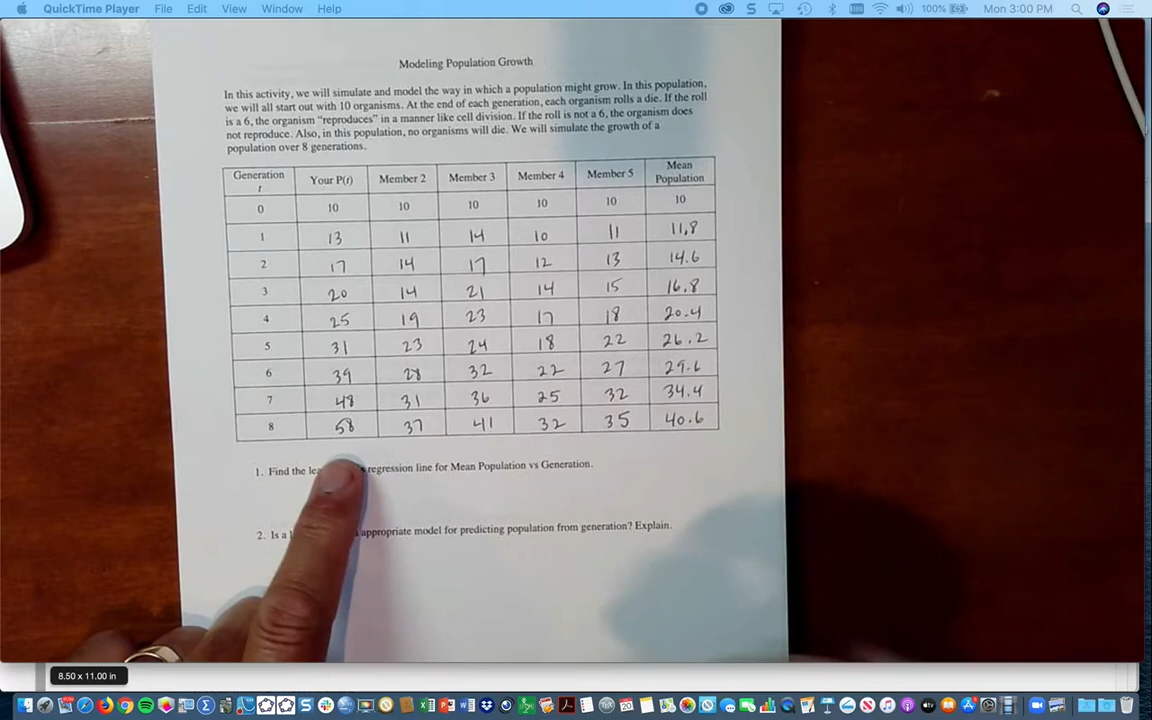 QuickTime Player File Edit View Window Help 100% Mon 3:00 PM
Modeling Population Growth
In this activity, we will simulate and model the way in which a population might grow. In this population,
we will all start out with 10 organisms. At the end of each generation, each organism rolls a die. If the roll
is a 6, the organism “reproduces” in a manner like cell division. If the roll is not a 6, the organism does
not reproduce. Also, in this population, no organisms will die. We will simulate the growth of a
population over 8 generations.
Generation t Your P(t) Member 2 Member 3 Member 4 Member 5 Mean Population
0 10 10 10 10 10 10
1 13 11 14 10 11 11.8
2 17 14 17 12 13 14.6
3 20 14 21 14 15 16.8
4 25 19 23 17 18 20.4
5 31 23 24 18 22 26.2
6 39 28 32 22 27 29.6
7 48 31 36 25 32 34.4
8 58 37 41 32 35 40.6
1. Find the regression line for Mean Population vs Generation.
2. Is a appropriate model for predicting population from generation? Explain.
8.50 x 11.00 in